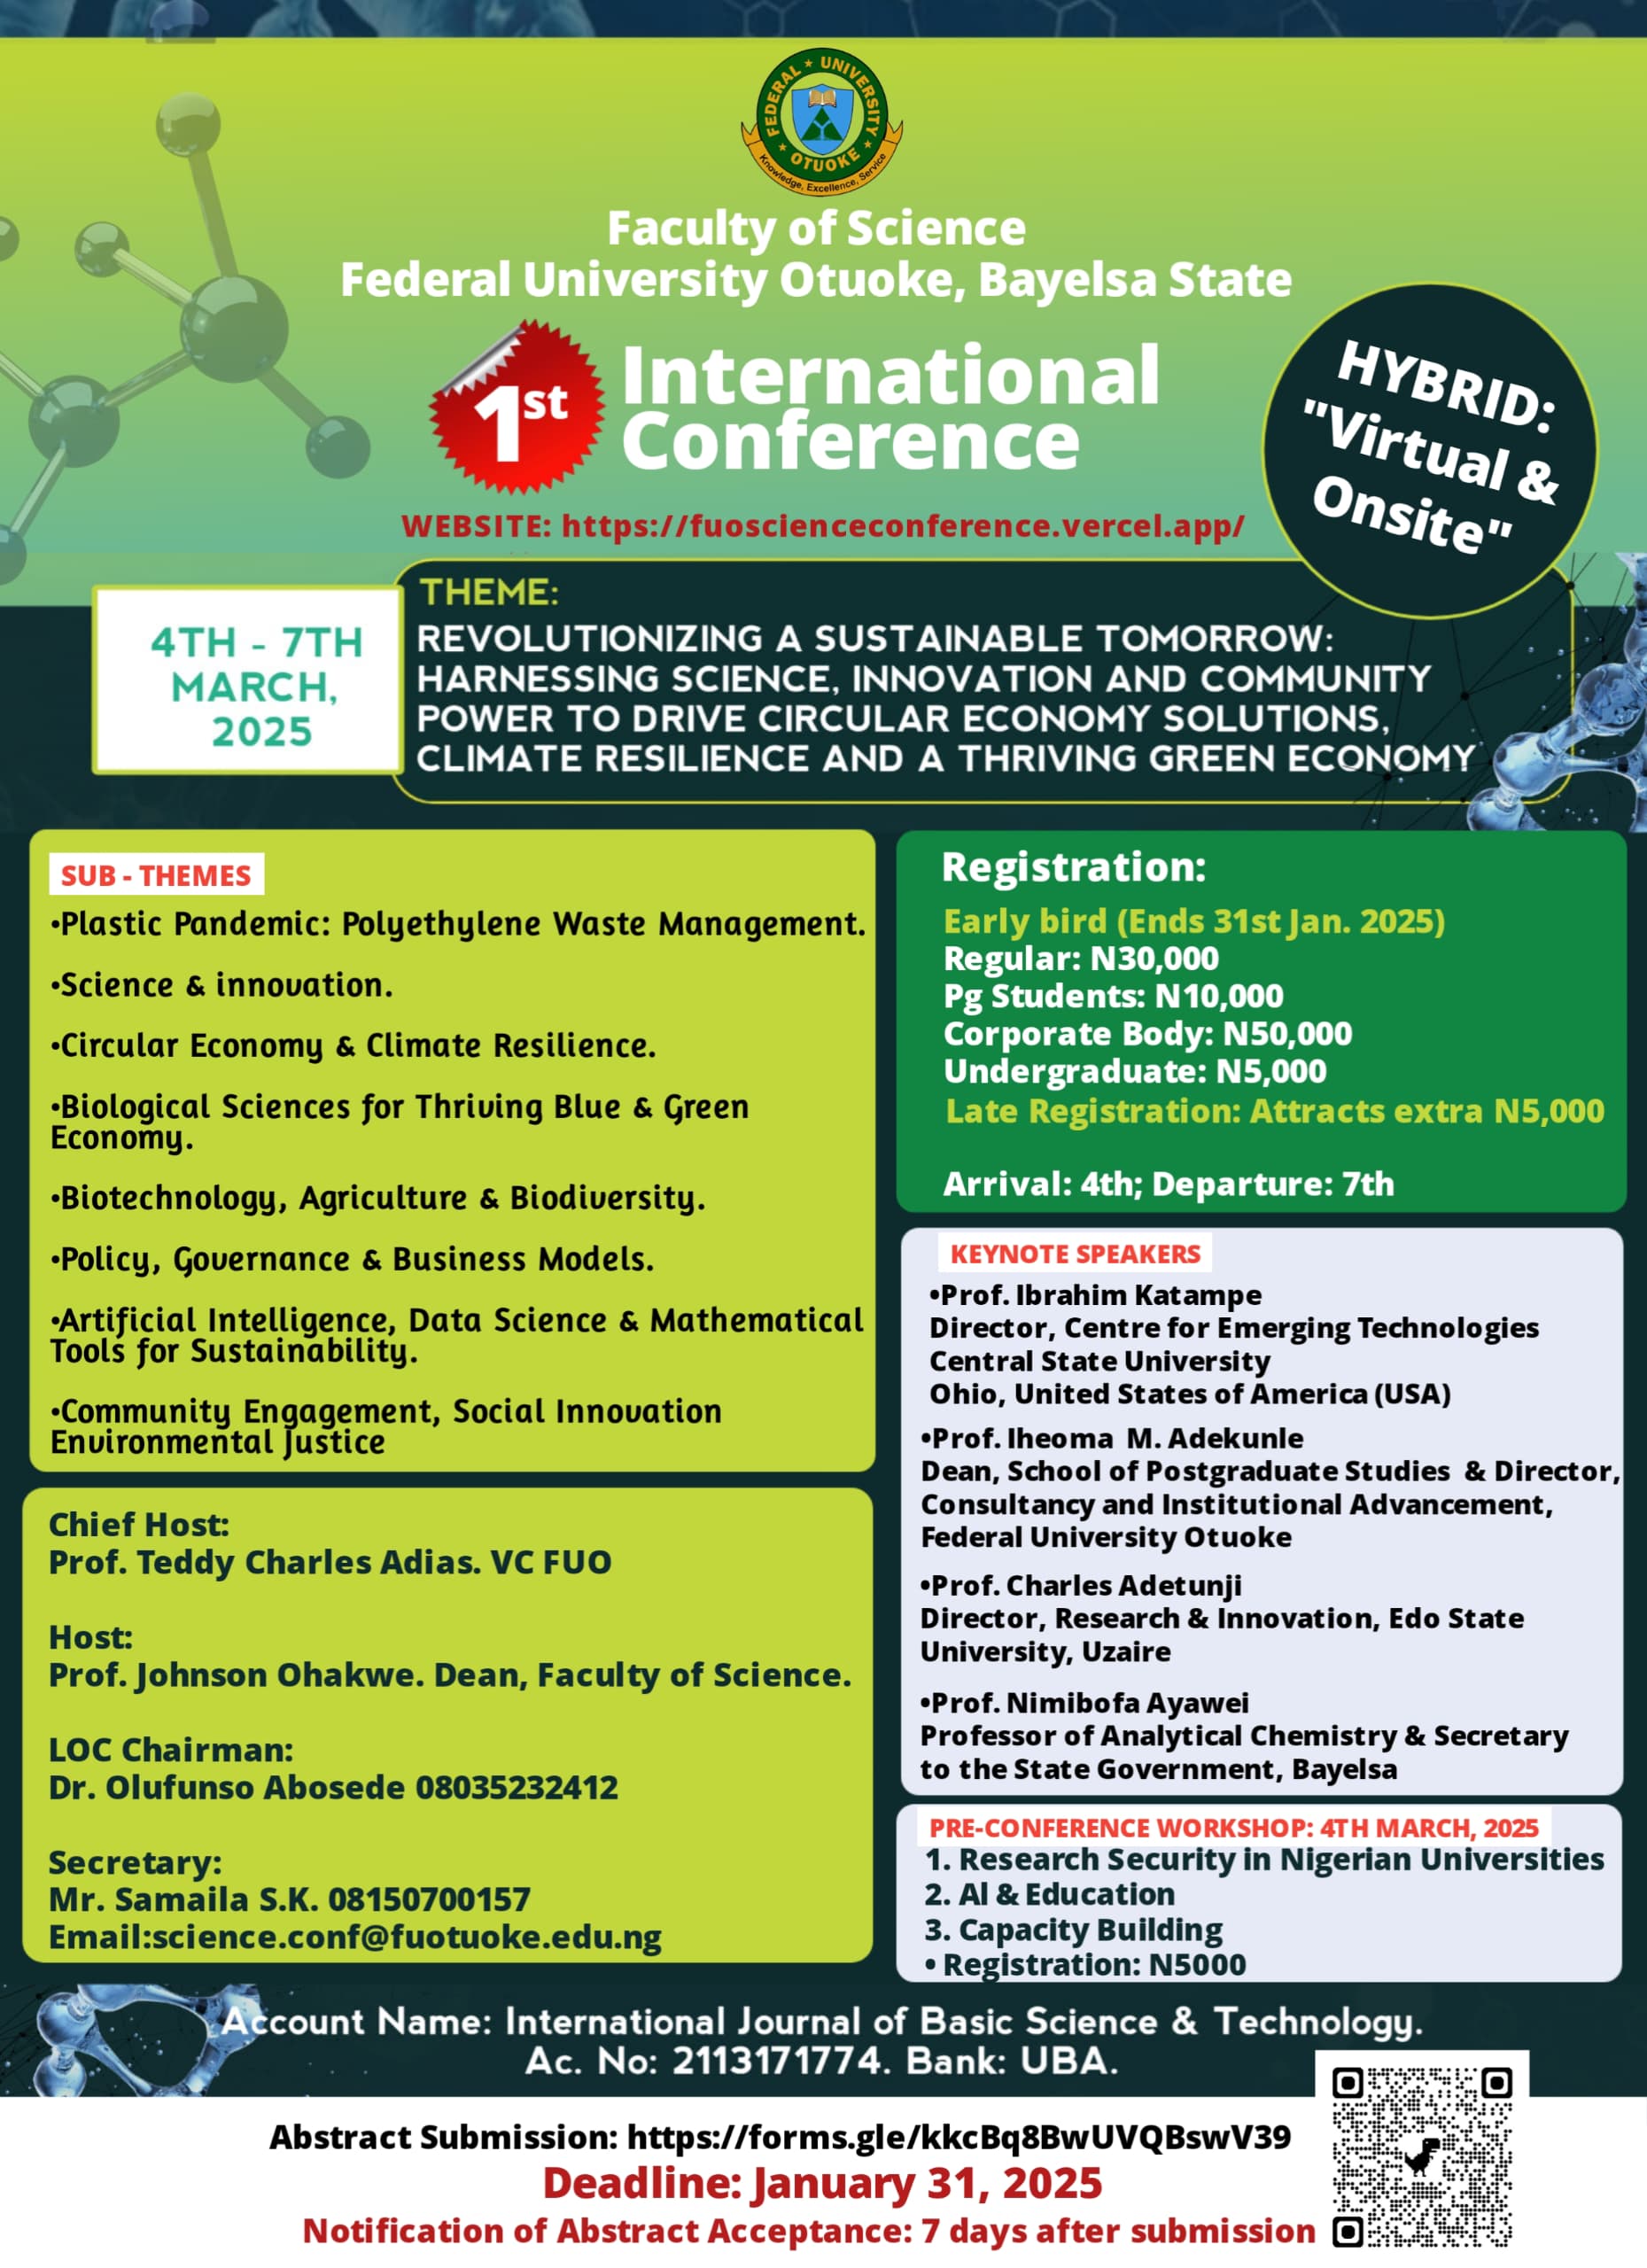 FEDERAL ★ UNIVERSITY ★ OTUOKE ★
Knowledge, Excellence, Service
Faculty of Science
Federal University Otuoke, Bayelsa State
1st
International
Conference
HYBRID:
"Virtual &
Onsite"
WEBSITE: https://fuoscienceconference.vercel.app/
4TH - 7TH
MARCH,
2025
THEME:
REVOLUTIONIZING A SUSTAINABLE TOMORROW:
HARNESSING SCIENCE, INNOVATION AND COMMUNITY
POWER TO DRIVE CIRCULAR ECONOMY SOLUTIONS,
CLIMATE RESILIENCE AND A THRIVING GREEN ECONOMY
SUB - THEMES
•Plastic Pandemic: Polyethylene Waste Management.
•Science & innovation.
•Circular Economy & Climate Resilience.
•Biological Sciences for Thriving Blue & Green
Economy.
•Biotechnology, Agriculture & Biodiversity.
•Policy, Governance & Business Models.
•Artificial Intelligence, Data Science & Mathematical
Tools for Sustainability.
•Community Engagement, Social Innovation
Environmental Justice
Chief Host:
Prof. Teddy Charles Adias. VC FUO
Host:
Prof. Johnson Ohakwe. Dean, Faculty of Science.
LOC Chairman:
Dr. Olufunso Abosede 08035232412
Secretary:
Mr. Samaila S.K. 08150700157
Email:science.conf@fuotuoke.edu.ng
Registration:
Early bird (Ends 31st Jan. 2025)
Regular: N30,000
Pg Students: N10,000
Corporate Body: N50,000
Undergraduate: N5,000
Late Registration: Attracts extra N5,000
Arrival: 4th; Departure: 7th
KEYNOTE SPEAKERS
•Prof. Ibrahim Katampe
Director, Centre for Emerging Technologies
Central State University
Ohio, United States of America (USA)
•Prof. Iheoma M. Adekunle
Dean, School of Postgraduate Studies & Director,
Consultancy and Institutional Advancement,
Federal University Otuoke
•Prof. Charles Adetunji
Director, Research & Innovation, Edo State
University, Uzaire
•Prof. Nimibofa Ayawei
Professor of Analytical Chemistry & Secretary
to the State Government, Bayelsa
PRE-CONFERENCE WORKSHOP: 4TH MARCH, 2025
1. Research Security in Nigerian Universities
2. Al & Education
3. Capacity Building
• Registration: N5000
Account Name: International Journal of Basic Science & Technology.
Ac. No: 2113171774. Bank: UBA.
Abstract Submission: https://forms.gle/kkcBq8BwUVQBswV39
Deadline: January 31, 2025
Notification of Abstract Acceptance: 7 days after submission